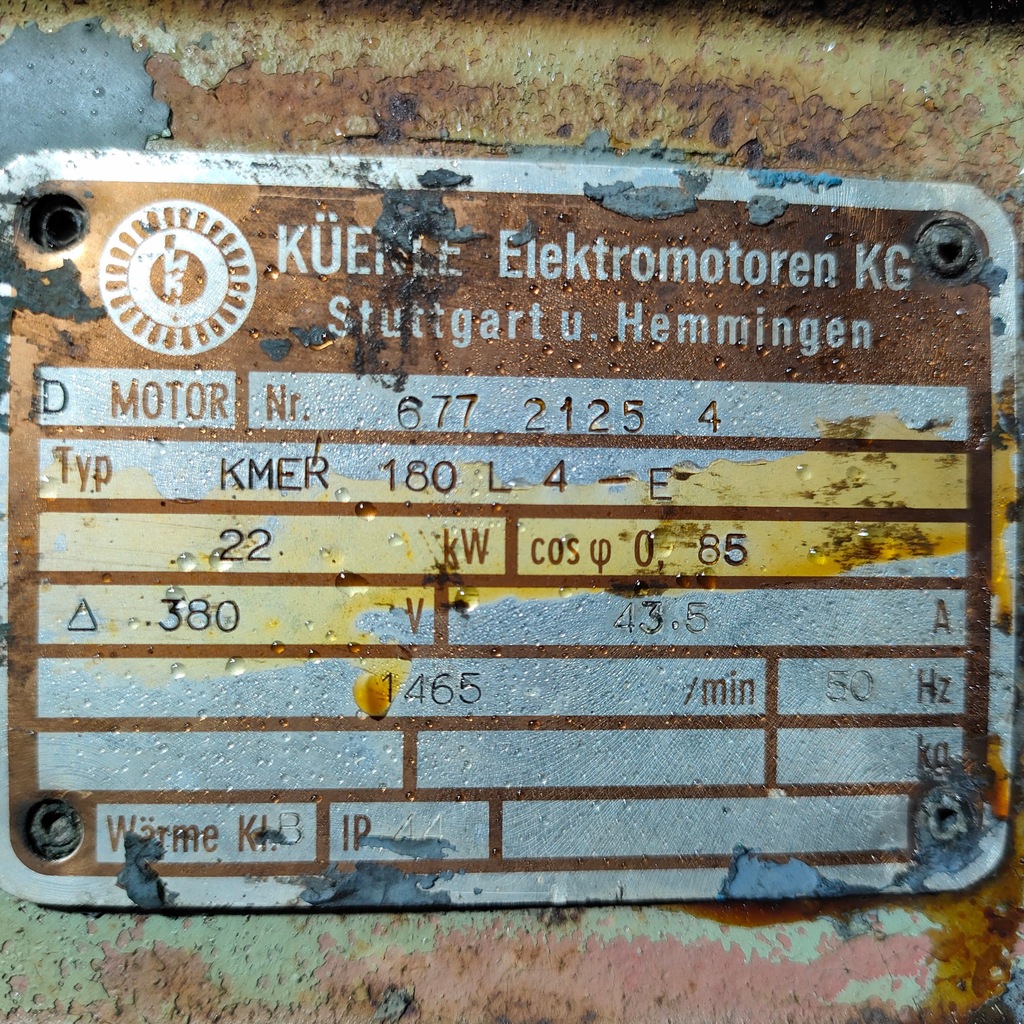 KÜERLE Elektromotoren KG
Stuttgart u. Hemmingen
D MOTOR Nr. 677 2125 4
Typ KMER 180 L 4 - E
22 kW cos φ 0, 85
Δ 380 V 43.5 A
1465 /min 50 Hz
kg
Wärme Kl. B IP 44